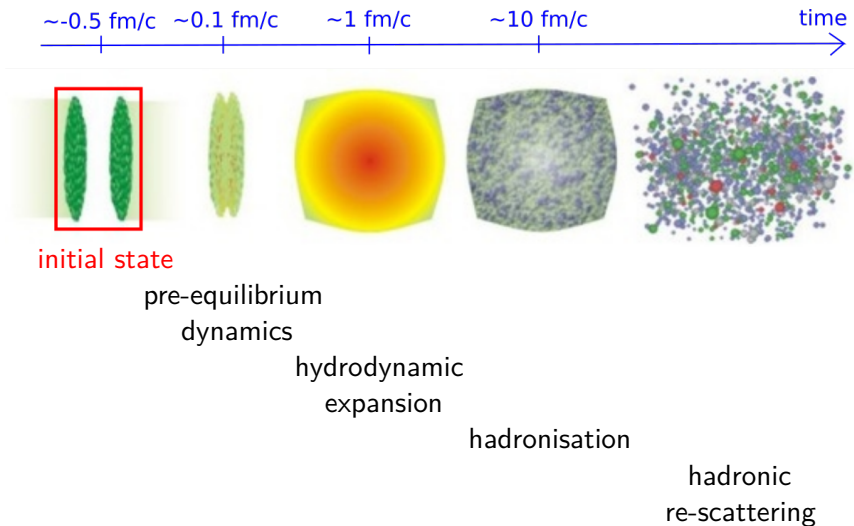 ~-0.5 fm/c ~0.1 fm/c ~1 fm/c ~10 fm/c time
initial state
pre-equilibrium
dynamics
hydrodynamic
expansion
hadronisation
hadronic
re-scattering